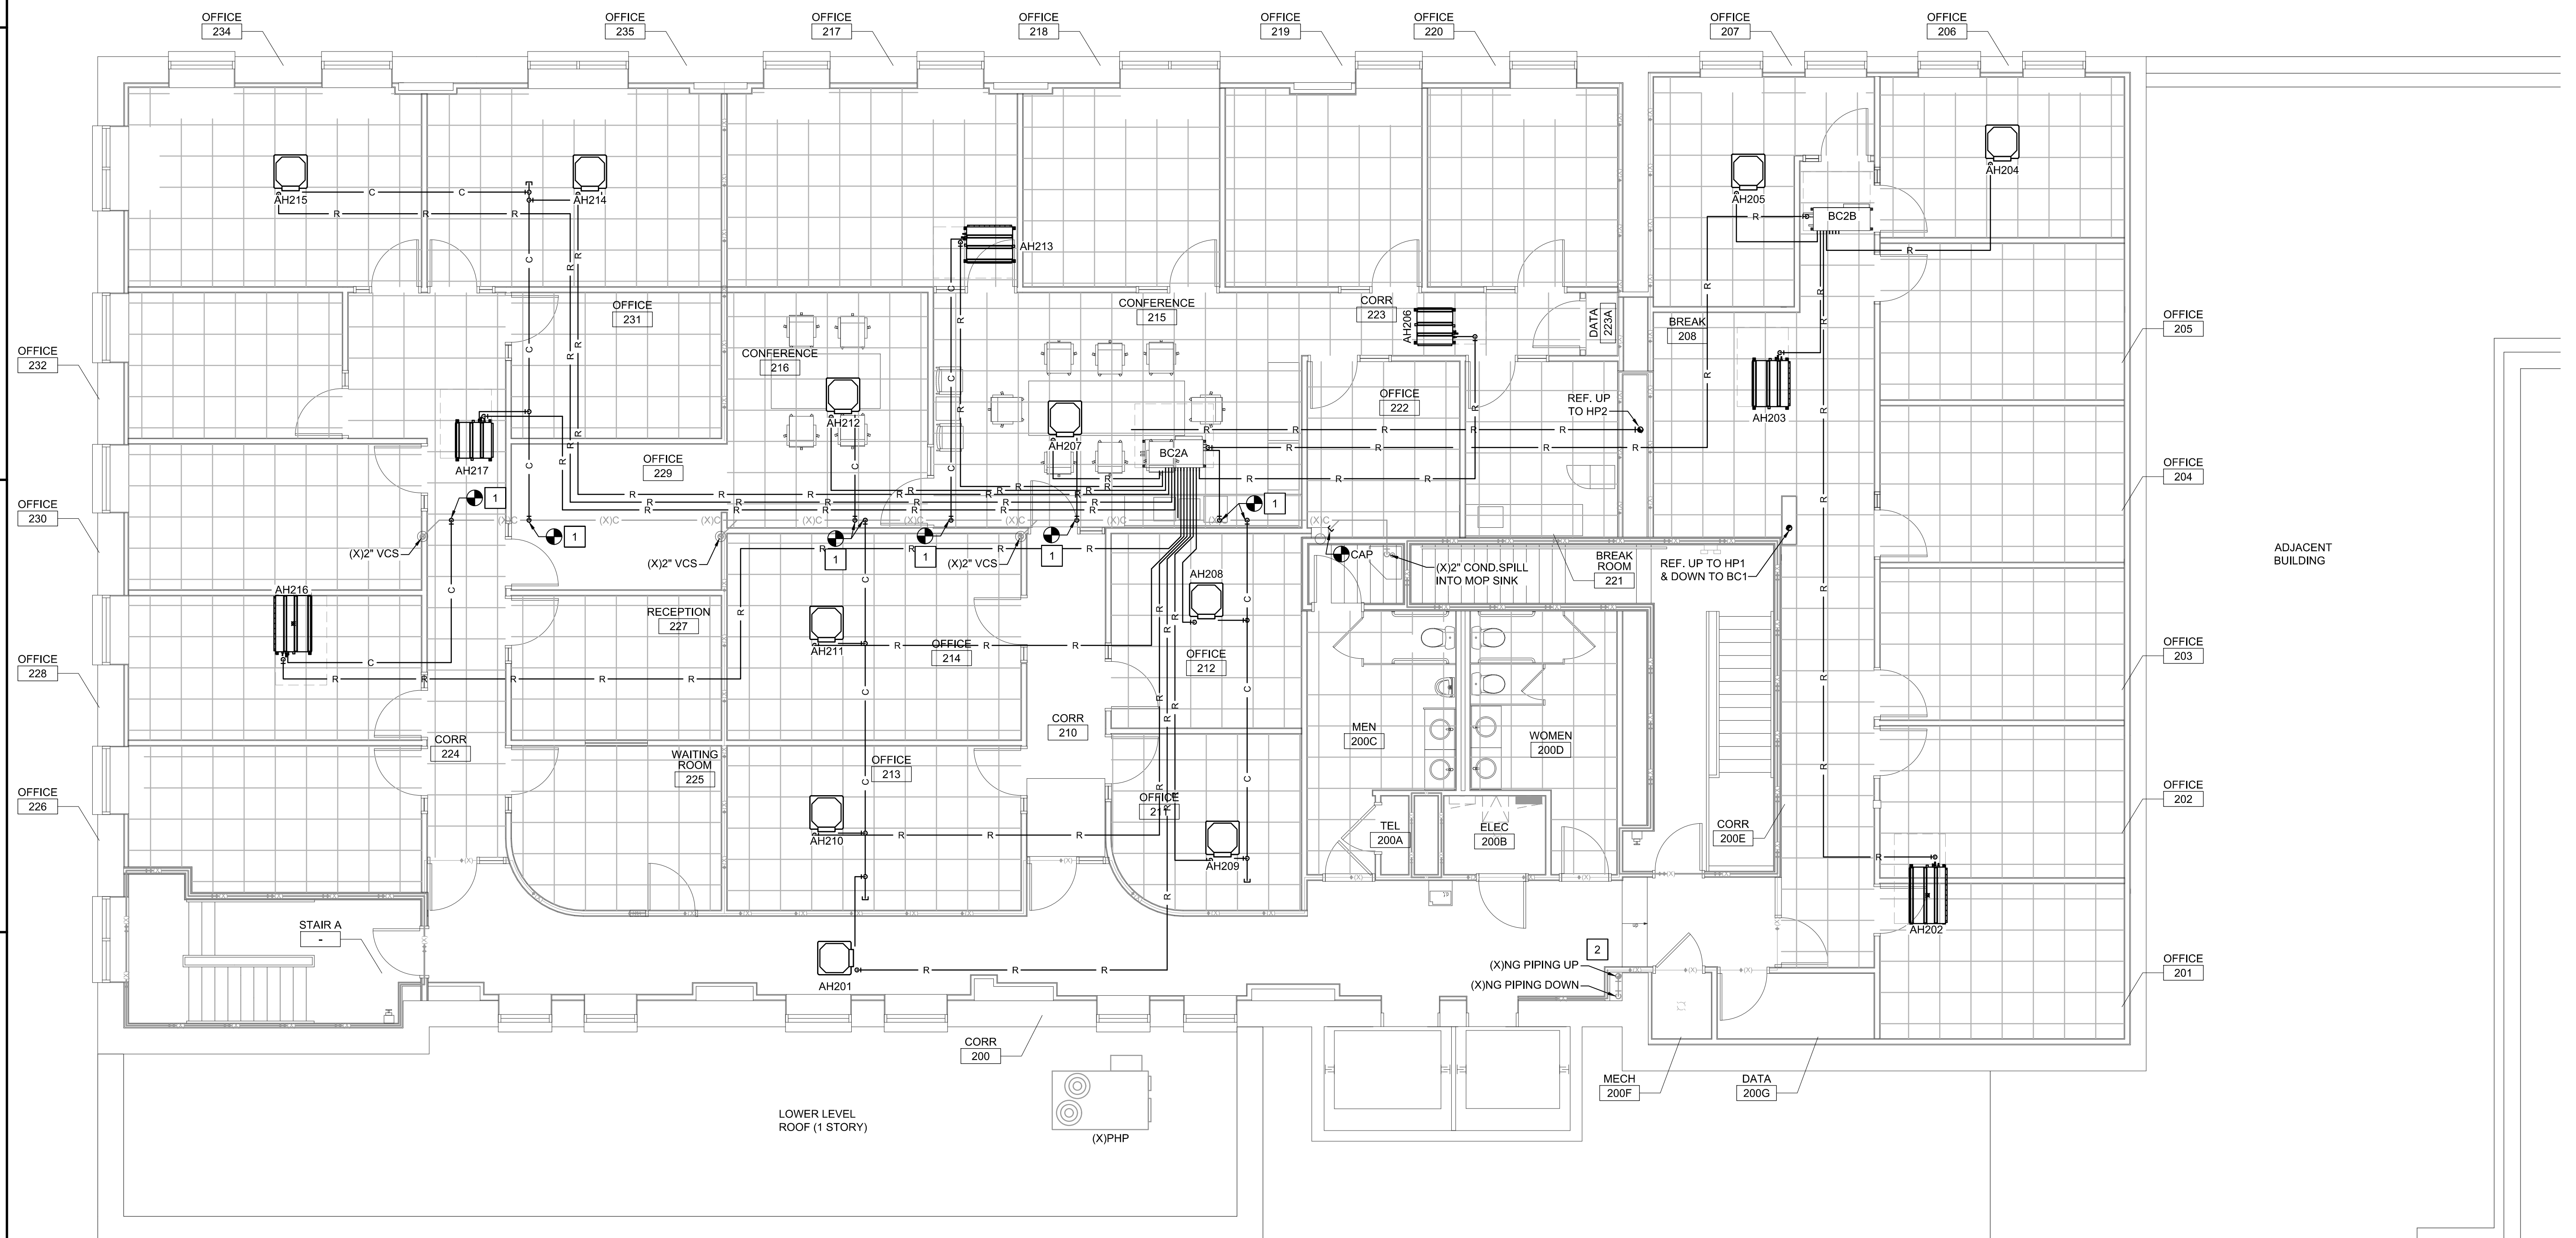 OFFICE
234
OFFICE
235
OFFICE
217
OFFICE
218
OFFICE
219
OFFICE
220
OFFICE
207
OFFICE
206
AH215
AH214
AH213
AH205
AH204
BC2B
C
C
R
R
R
OFFICE
231
CONFERENCE
215
CORR
223
AH206
DATA
223A
BREAK
208
OFFICE
205
OFFICE
232
CONFERENCE
216
AH212
AH207
OFFICE
222
REF. UP
TO HP2
AH203
AH217
OFFICE
229
BC2A
OFFICE
204
OFFICE
230
1
1
1
1
1
1
(X)C
(X)C
(X)C
(X)C
(X)C
(X)C
(X)C
(X)2" VCS
(X)2" VCS
(X)2" VCS
CAP
(X)2" COND.SPILL
INTO MOP SINK
BREAK
ROOM
221
REF. UP TO HP1
& DOWN TO BC1
ADJACENT
BUILDING
AH216
AH208
RECEPTION
227
AH211
OFFICE
214
OFFICE
212
OFFICE
228
OFFICE
203
CORR
224
CORR
210
MEN
200C
WOMEN
200D
WAITING
ROOM
225
OFFICE
213
OFFICE
226
OFFICE
211
OFFICE
202
AH210
AH209
TEL
200A
ELEC
200B
CORR
200E
STAIR A
-
AH202
2
(X)NG PIPING UP
(X)NG PIPING DOWN
OFFICE
201
AH201
CORR
200
MECH
200F
DATA
200G
LOWER LEVEL
ROOF (1 STORY)
(X)PHP